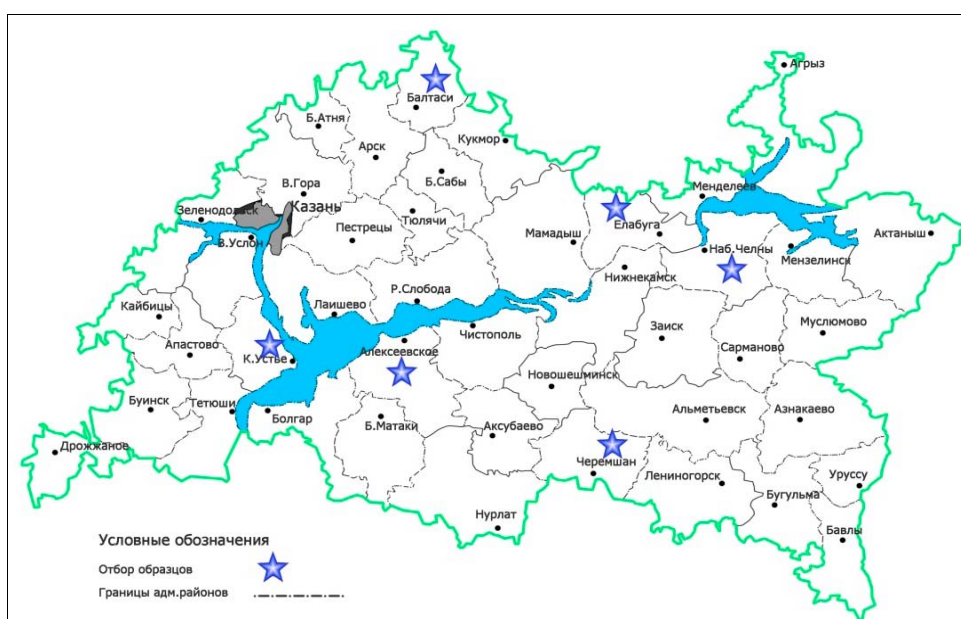 Агрыз
Балтаси
Б.Атня
Кукмор
Арск
Б.Сабы
В.Гора
Менделеев
Зеленодольск
Казань
Тюлячи
Елабуга
Пестрецы
Мамадыш
Актаныш
В.Услон
Наб.Челны
Мензелинск
Нижнекамск
Р.Слобода
Кайбицы
Лаишево
Чистополь
Заиск
Муслюмово
Апастово
Алексеевское
Сарманово
К.Устье
Новошешминск
Буинск
Тетюши
Болгар
Б.Матаки
Альметьевск
Азнакаево
Аксубаево
Дрожжаное
Черемшан
Лениногорск
Уруссу
Бугульма
Нурлат
Бавлы
Условные обозначения
Отбор образцов
Границы адм.районов